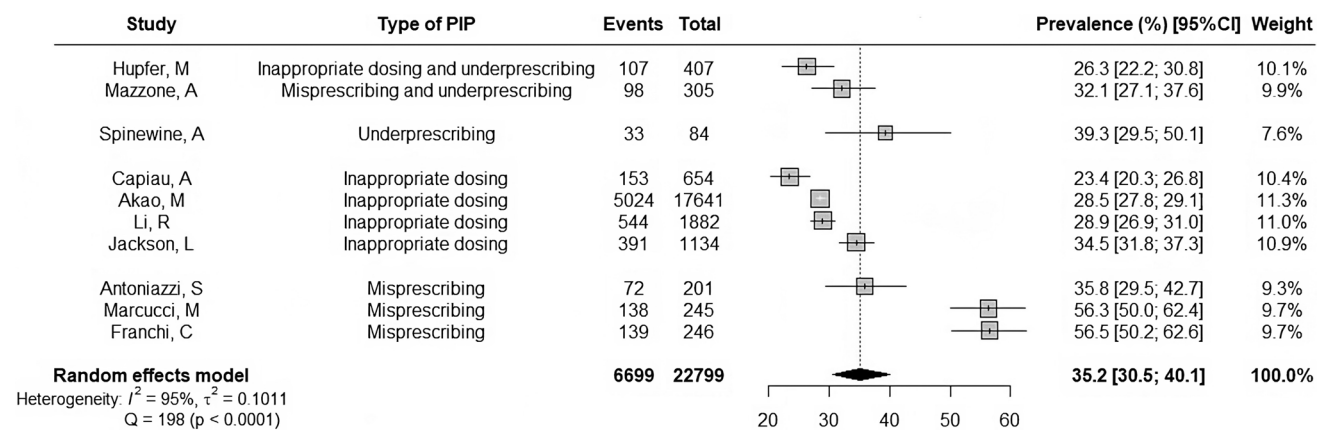 Study Type of PIP Events Total Prevalence (%) [95%CI] Weight
Hupfer, M Inappropriate dosing and underprescribing 107 407 26.3 [22.2; 30.8] 10.1%
Mazzone, A Misprescribing and underprescribing 98 305 32.1 [27.1; 37.6] 9.9%
Spinewine, A Underprescribing 33 84 39.3 [29.5; 50.1] 7.6%
Capiau, A Inappropriate dosing 153 654 23.4 [20.3; 26.8] 10.4%
Akao, M Inappropriate dosing 5024 17641 28.5 [27.8; 29.1] 11.3%
Li, R Inappropriate dosing 544 1882 28.9 [26.9; 31.0] 11.0%
Jackson, L Inappropriate dosing 391 1134 34.5 [31.8; 37.3] 10.9%
Antoniazzi, S Misprescribing 72 201 35.8 [29.5; 42.7] 9.3%
Marcucci, M Misprescribing 138 245 56.3 [50.0; 62.4] 9.7%
Franchi, C Misprescribing 139 246 56.5 [50.2; 62.6] 9.7%
Random effects model 6699 22799 35.2 [30.5; 40.1] 100.0%
Heterogeneity: I² = 95%, τ² = 0.1011
Q = 198 (p < 0.0001)
20 30 40 50 60